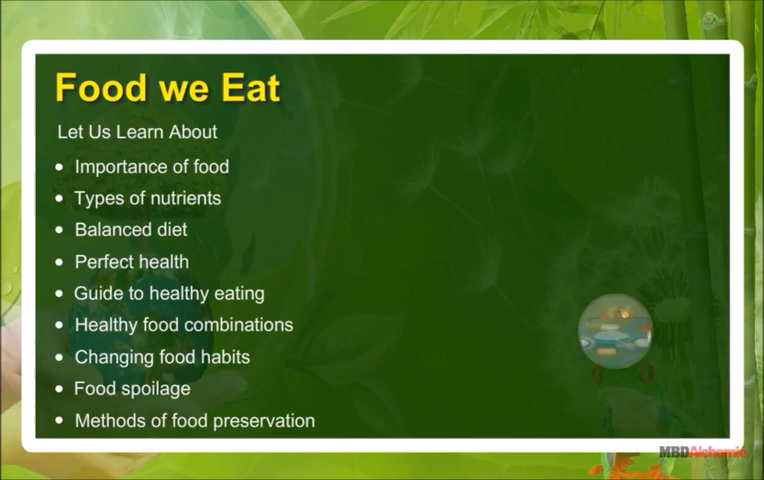 Food we Eat
Let Us Learn About
• Importance of food
• Types of nutrients
• Balanced diet
• Perfect health
• Guide to healthy eating
• Healthy food combinations
• Changing food habits
• Food spoilage
• Methods of food preservation
MBDAlchemie